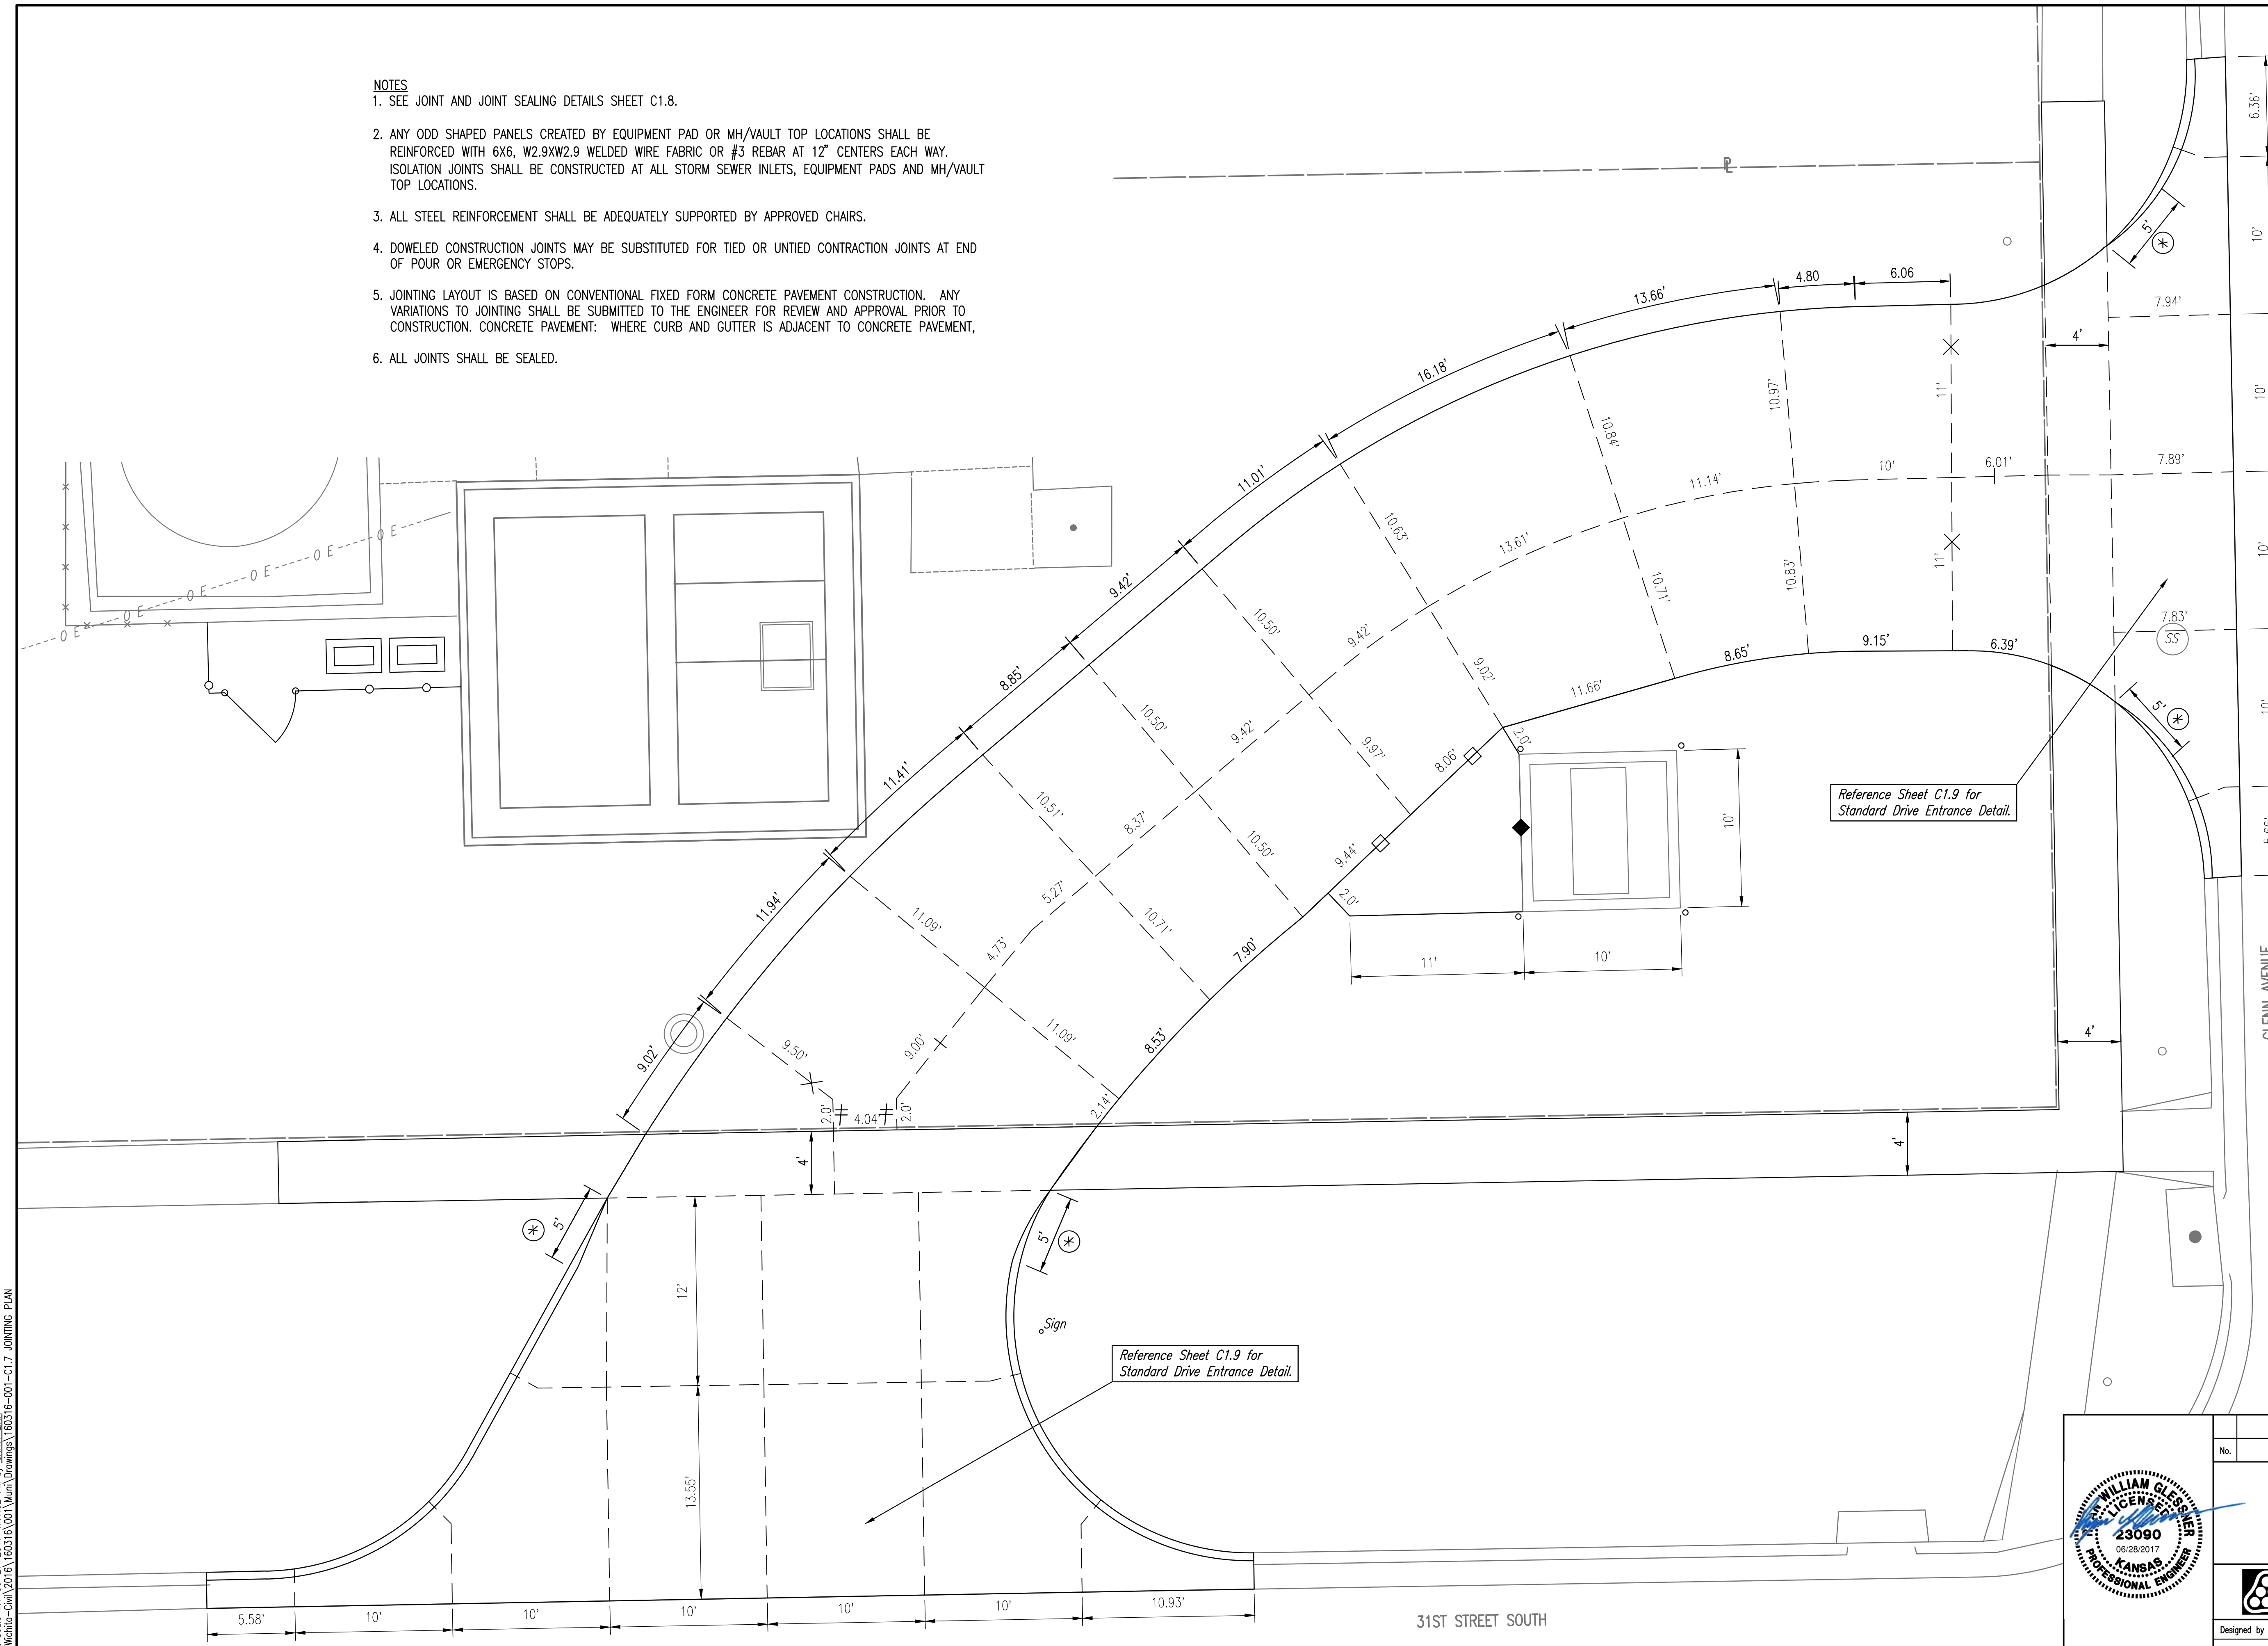 NOTES
1. SEE JOINT AND JOINT SEALING DETAILS SHEET C1.8.
2. ANY ODD SHAPED PANELS CREATED BY EQUIPMENT PAD OR MH/VAULT TOP LOCATIONS SHALL BE
REINFORCED WITH 6X6, W2.9XW2.9 WELDED WIRE FABRIC OR #3 REBAR AT 12" CENTERS EACH WAY.
ISOLATION JOINTS SHALL BE CONSTRUCTED AT ALL STORM SEWER INLETS, EQUIPMENT PADS AND MH/VAULT
TOP LOCATIONS.
3. ALL STEEL REINFORCEMENT SHALL BE ADEQUATELY SUPPORTED BY APPROVED CHAIRS.
4. DOWELED CONSTRUCTION JOINTS MAY BE SUBSTITUTED FOR TIED OR UNTIED CONTRACTION JOINTS AT END
OF POUR OR EMERGENCY STOPS.
5. JOINTING LAYOUT IS BASED ON CONVENTIONAL FIXED FORM CONCRETE PAVEMENT CONSTRUCTION. ANY
VARIATIONS TO JOINTING SHALL BE SUBMITTED TO THE ENGINEER FOR REVIEW AND APPROVAL PRIOR TO
CONSTRUCTION. CONCRETE PAVEMENT: WHERE CURB AND GUTTER IS ADJACENT TO CONCRETE PAVEMENT,
6. ALL JOINTS SHALL BE SEALED.
PL
6.36'
5'
10'
4.80
6.06
13.66'
7.94'
4'
16.18'
10.97'
11'
10'
10.84'
11.01'
10'
6.01'
7.89'
11.14'
10.63'
13.61'
O E
O E
O E
O E
O E
O E
9.42'
10.71'
10.83'
11'
10'
10.50'
9.42'
7.83'
SS
8.85'
9.02'
8.65'
9.15'
6.39'
11.66'
10.50'
9.42'
9.97'
2.0'
5'
10'
11.41'
8.06'
10.51'
8.37'
10.50'
10'
Reference Sheet C1.9 for
Standard Drive Entrance Detail.
9.44'
5.27'
2.0'
11.94'
11.09'
10.71'
4.73'
7.90'
11'
10'
9.02'
9.50'
9.00'
11.09'
8.53'
4'
2.0'
4.04'
2.0'
2.14'
4'
4'
5'
5'
12'
Sign
Reference Sheet C1.9 for
Standard Drive Entrance Detail.
13.55'
5.58'
10'
10'
10'
10'
10'
10.93'
31ST STREET SOUTH
Wichita-Civil\2016\160316\001\Muni\Drawings\160316-001-C1.7 JOINTING PLAN
WILLIAM GLESSNER
LICENSED
23090
06/28/2017
KANSAS
PROFESSIONAL ENGINEER
No.
Designed by